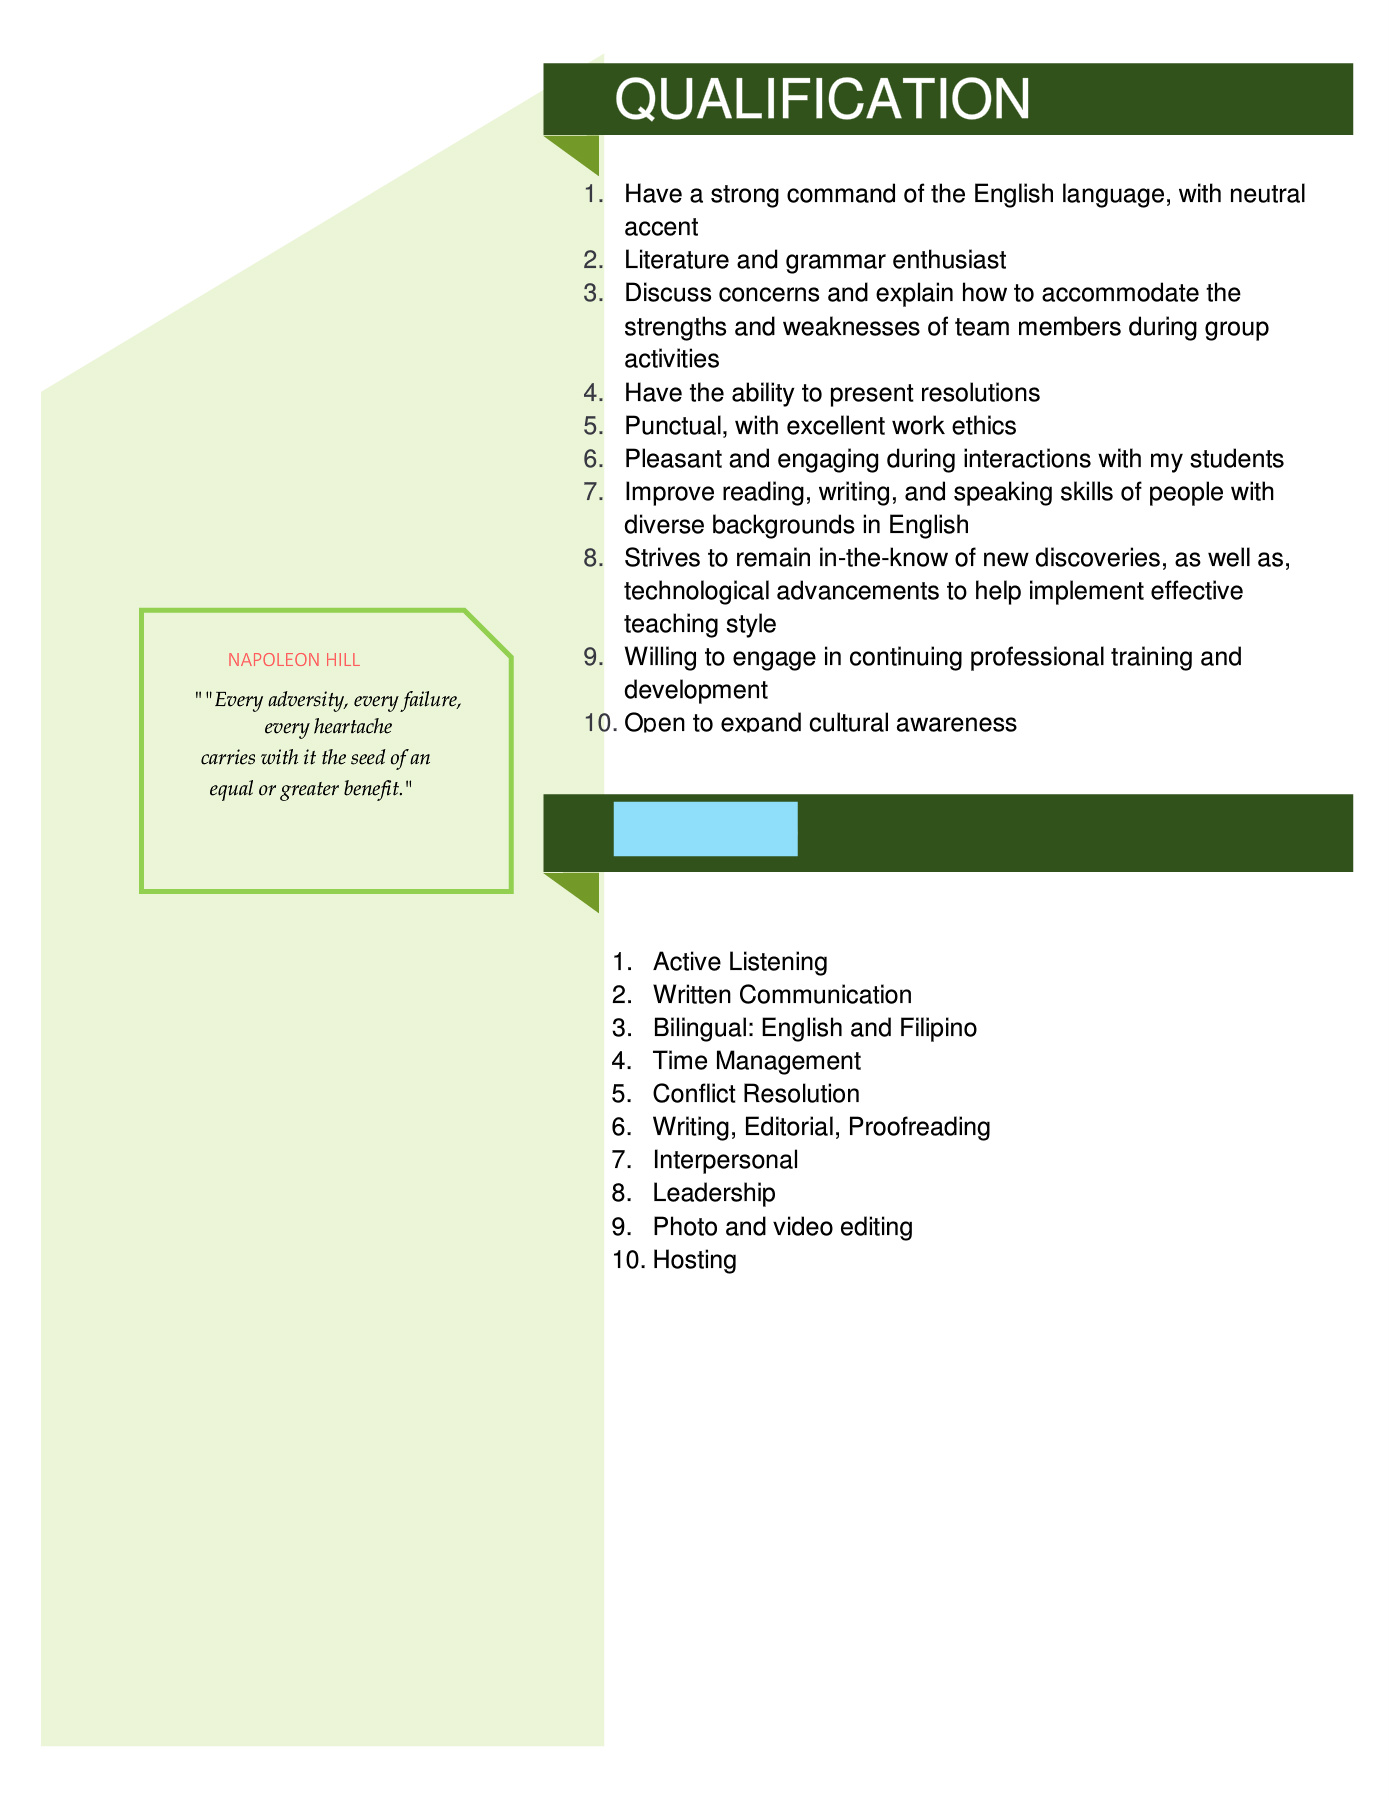 QUALIFICATION
1. Have a strong command of the English language, with neutral
accent
2. Literature and grammar enthusiast
3. Discuss concerns and explain how to accommodate the
strengths and weaknesses of team members during group
activities
4. Have the ability to present resolutions
5. Punctual, with excellent work ethics
6. Pleasant and engaging during interactions with my students
7. Improve reading, writing, and speaking skills of people with
diverse backgrounds in English
8. Strives to remain in-the-know of new discoveries, as well as,
technological advancements to help implement effective
teaching style
9. Willing to engage in continuing professional training and
development
10. Open to expand cultural awareness
NAPOLEON HILL
""Every adversity, every failure,
every heartache
carries with it the seed of an
equal or greater benefit."
1. Active Listening
2. Written Communication
3. Bilingual: English and Filipino
4. Time Management
5. Conflict Resolution
6. Writing, Editorial, Proofreading
7. Interpersonal
8. Leadership
9. Photo and video editing
10. Hosting